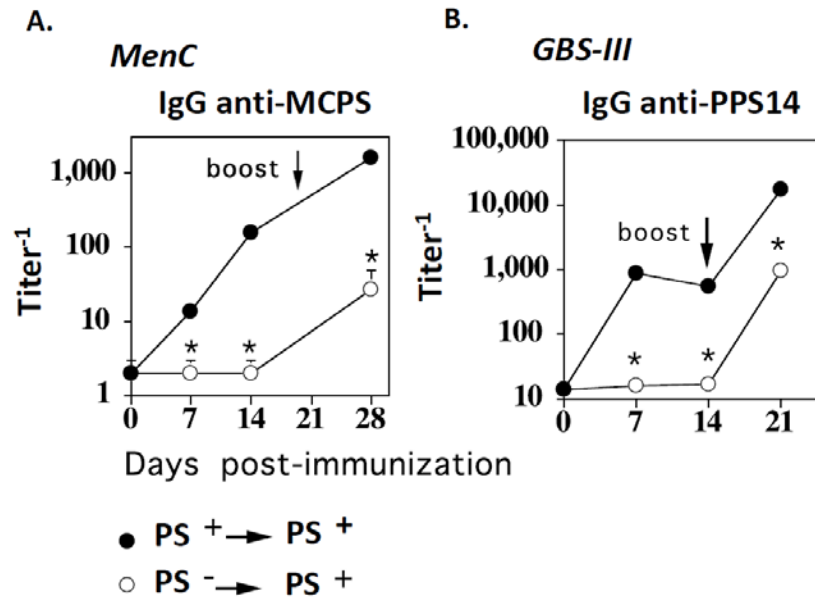 A.
MenC
IgG anti-MCPS
1,000
100
10
1
Titer-1
boost
*
*
*
0 7 14 21 28
B.
GBS-III
IgG anti-PPS14
100,000
10,000
1,000
100
10
Titer-1
boost
*
*
*
0 7 14 21
Days post-immunization
PS + PS +
PS - PS +